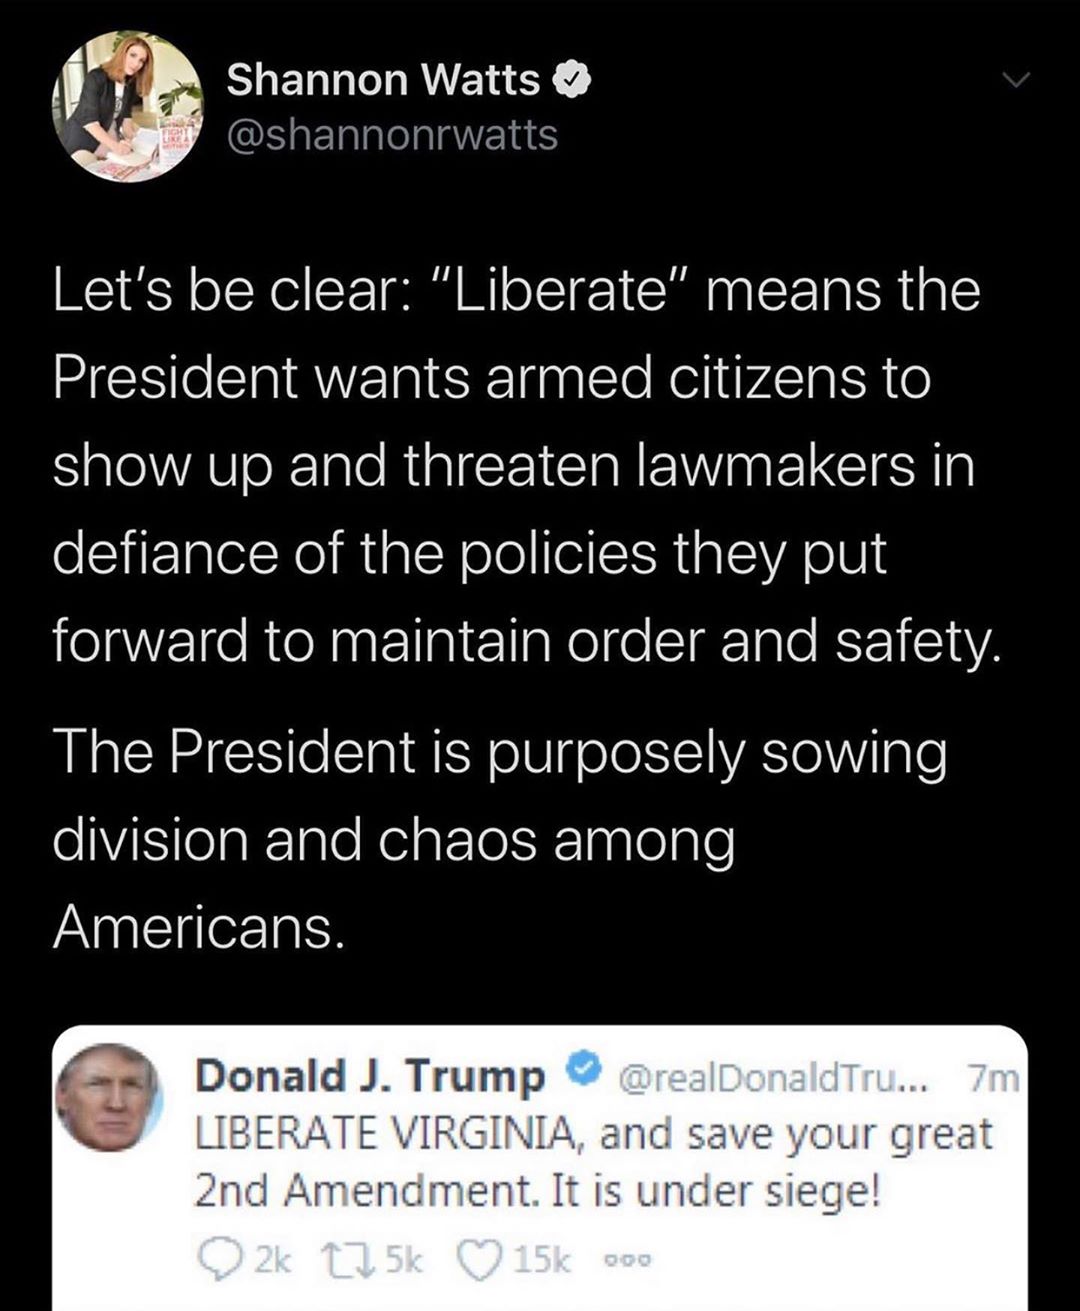 Shannon Watts
@shannonrwatts
FIGHT
LIKE A
MOTHER
Let's be clear: "Liberate" means the
President wants armed citizens to
show up and threaten lawmakers in
defiance of the policies they put
forward to maintain order and safety.
The President is purposely sowing
division and chaos among
Americans.
Donald J. Trump @realDonaldTru... 7m
LIBERATE VIRGINIA, and save your great
2nd Amendment. It is under siege!
2k 5k 15k